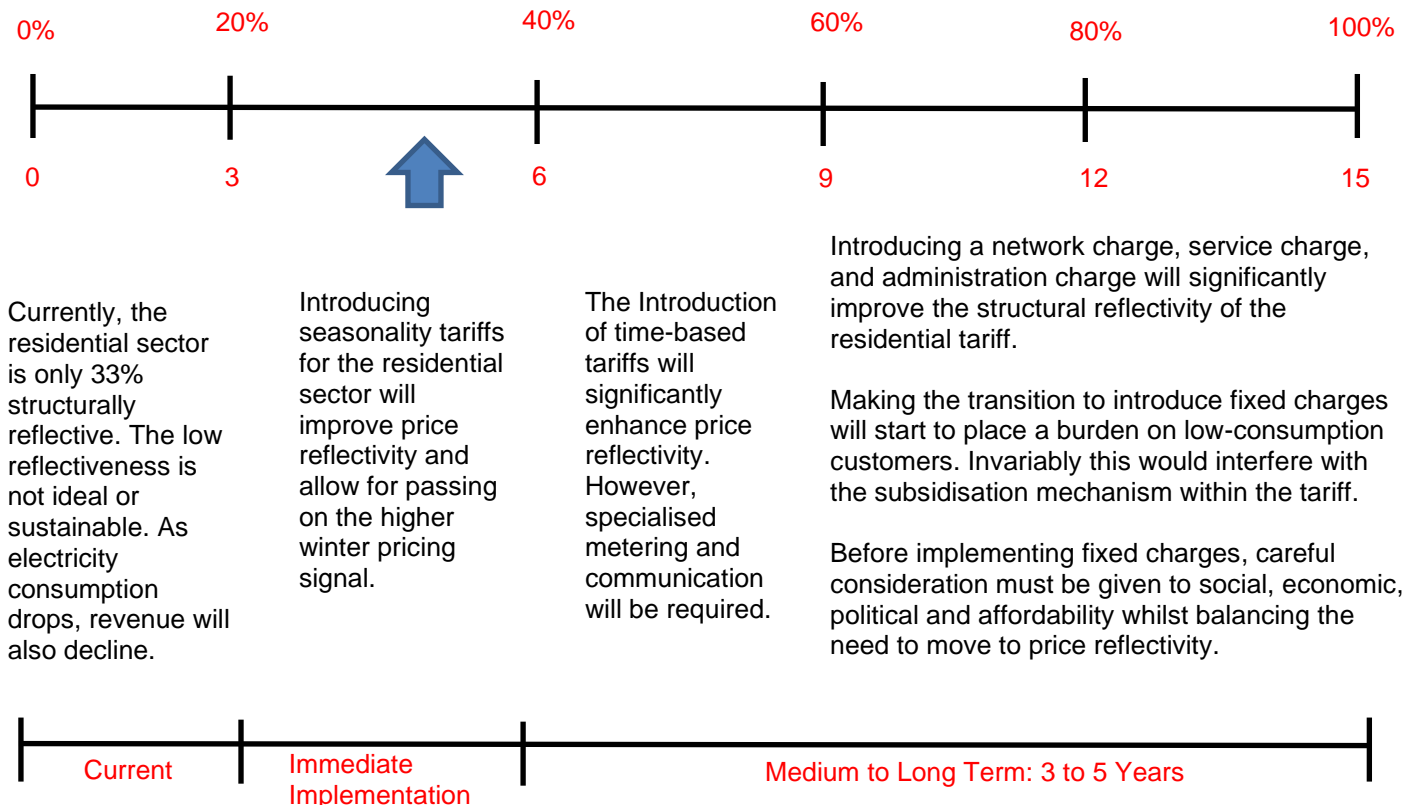 0%
20%
40%
60%
80%
100%
0
3
6
9
12
15
Currently, the
residential sector
is only 33%
structurally
reflective. The low
reflectiveness is
not ideal or
sustainable. As
electricity
consumption
drops, revenue will
also decline.
Introducing
seasonality tariffs
for the residential
sector will
improve price
reflectivity and
allow for passing
on the higher
winter pricing
signal.
The Introduction
of time-based
tariffs will
significantly
enhance price
reflectivity.
However,
specialised
metering and
communication
will be required.
Introducing a network charge, service charge,
and administration charge will significantly
improve the structural reflectivity of the
residential tariff.
Making the transition to introduce fixed charges
will start to place a burden on low-consumption
customers. Invariably this would interfere with
the subsidisation mechanism within the tariff.
Before implementing fixed charges, careful
consideration must be given to social, economic,
political and affordability whilst balancing the
need to move to price reflectivity.
Current
Immediate
Implementation
Medium to Long Term: 3 to 5 Years